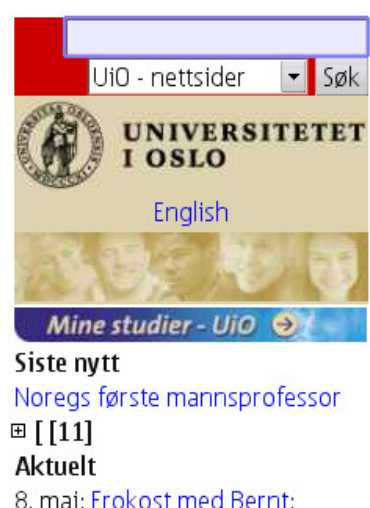 UiO - nettsider Søk
UNIVERSITETET
I OSLO
English
Mine studier - UiO
Siste nytt
Noregs første mannsprofessor
[ [11]
Aktuelt
8. mai: Frokost med Bernt: